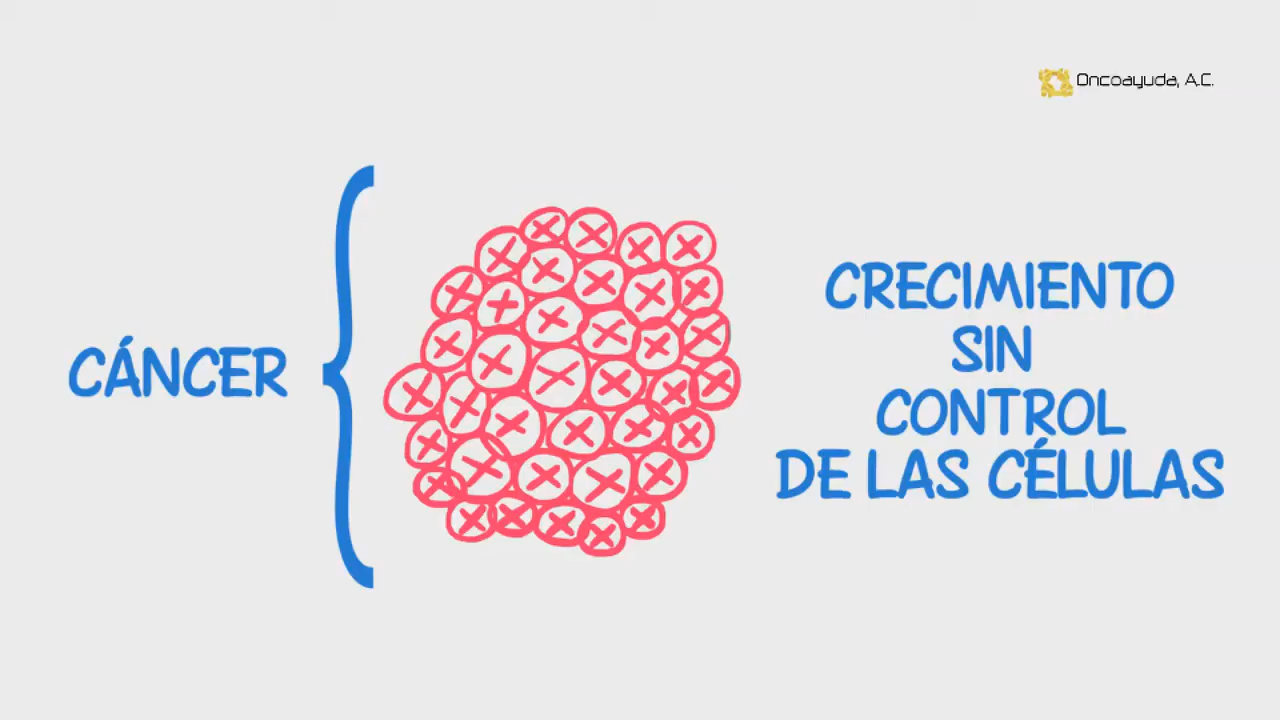 Oncoayuda, A.C.
CÁNCER
CRECIMIENTO
SIN
CONTROL
DE LAS CÉLULAS